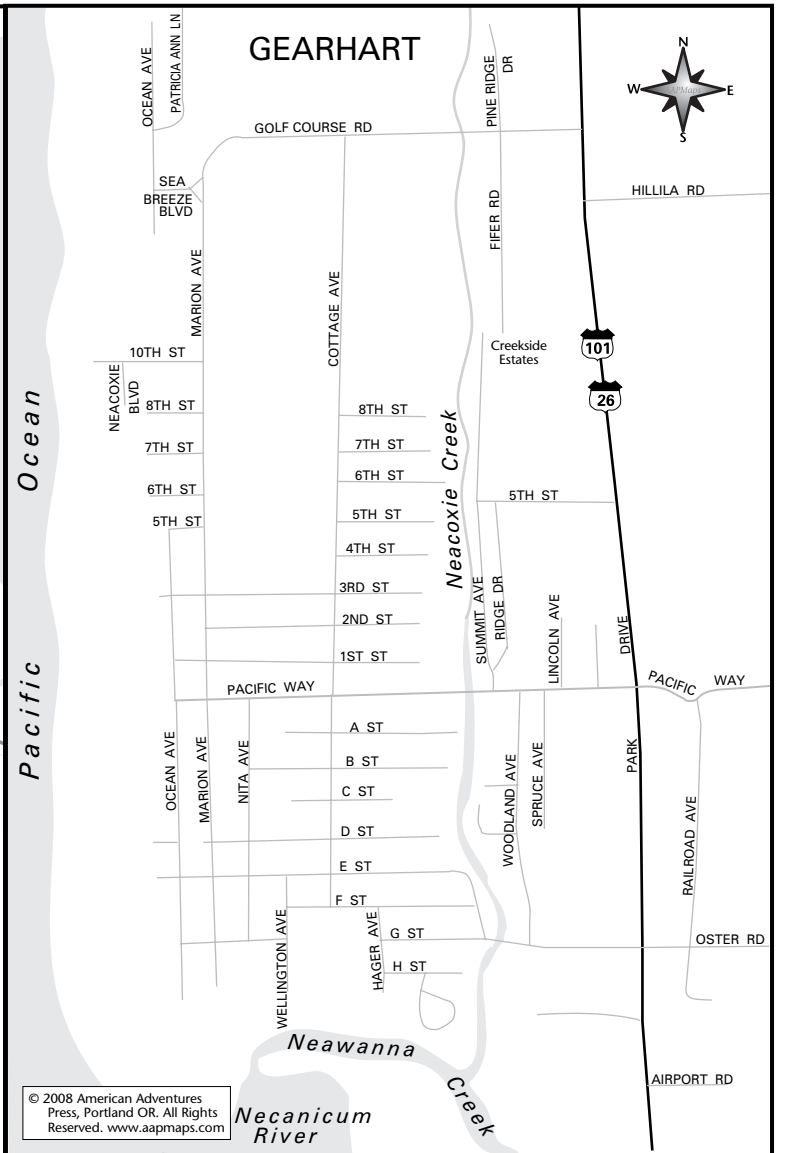 GEARHART
N
W
AAPMaps
E
S
OCEAN AVE
PATRICIA ANN LN
PINE RIDGE
DR
GOLF COURSE RD
SEA
BREEZE
BLVD
HILLILA RD
FIFER RD
MARION AVE
COTTAGE AVE
Creekside
Estates
101
26
10TH ST
NEACOXIE
BLVD
8TH ST
8TH ST
7TH ST
7TH ST
6TH ST
6TH ST
5TH ST
5TH ST
5TH ST
4TH ST
3RD ST
2ND ST
1ST ST
Neacoxie Creek
Pacific Ocean
SUMMIT AVE
RIDGE DR
LINCOLN AVE
DRIVE
PACIFIC WAY
PACIFIC WAY
OCEAN AVE
MARION AVE
NITA AVE
A ST
B ST
C ST
D ST
E ST
F ST
G ST
H ST
WOODLAND AVE
SPRUCE AVE
PARK
RAILROAD AVE
OSTER RD
WELLINGTON AVE
HAGER AVE
Neawanna
Creek
AIRPORT RD
Necanicum
River
© 2008 American Adventures
Press, Portland OR. All Rights
Reserved. www.aapmaps.com